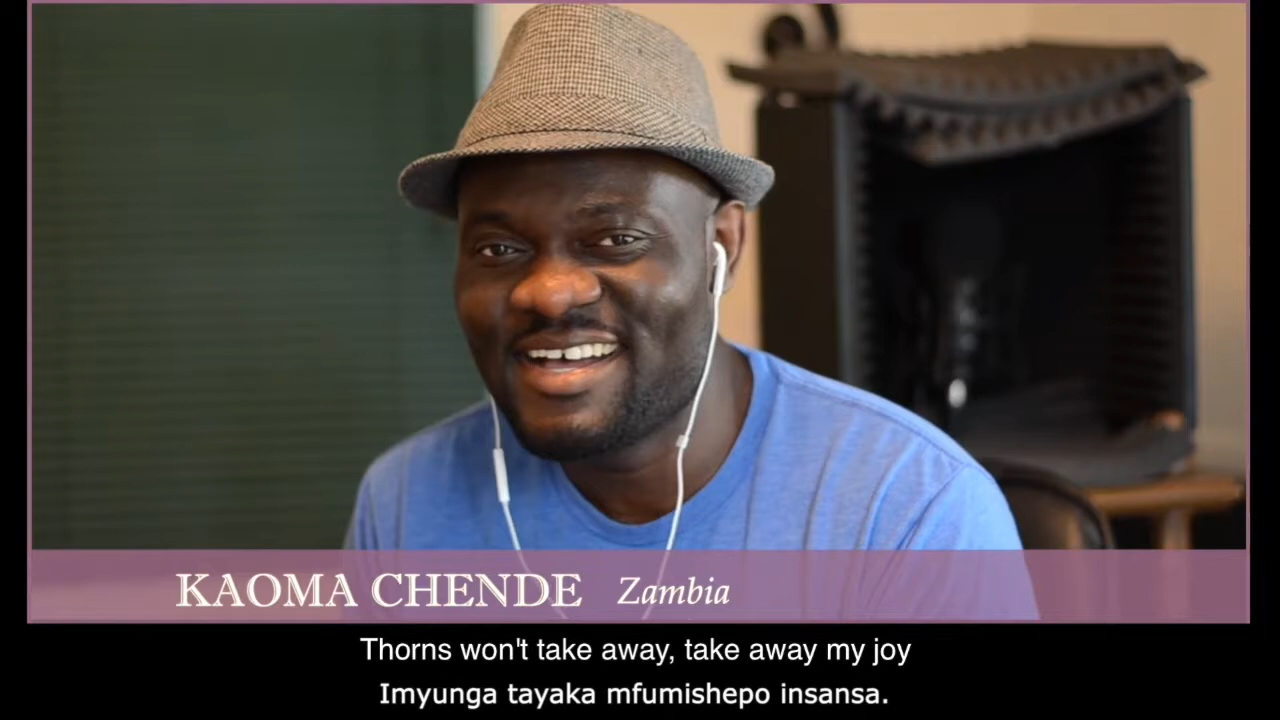 KAOMA CHENDE Zambia
Thorns won't take away, take away my joy
Imyunga tayaka mfumishepo insansa.